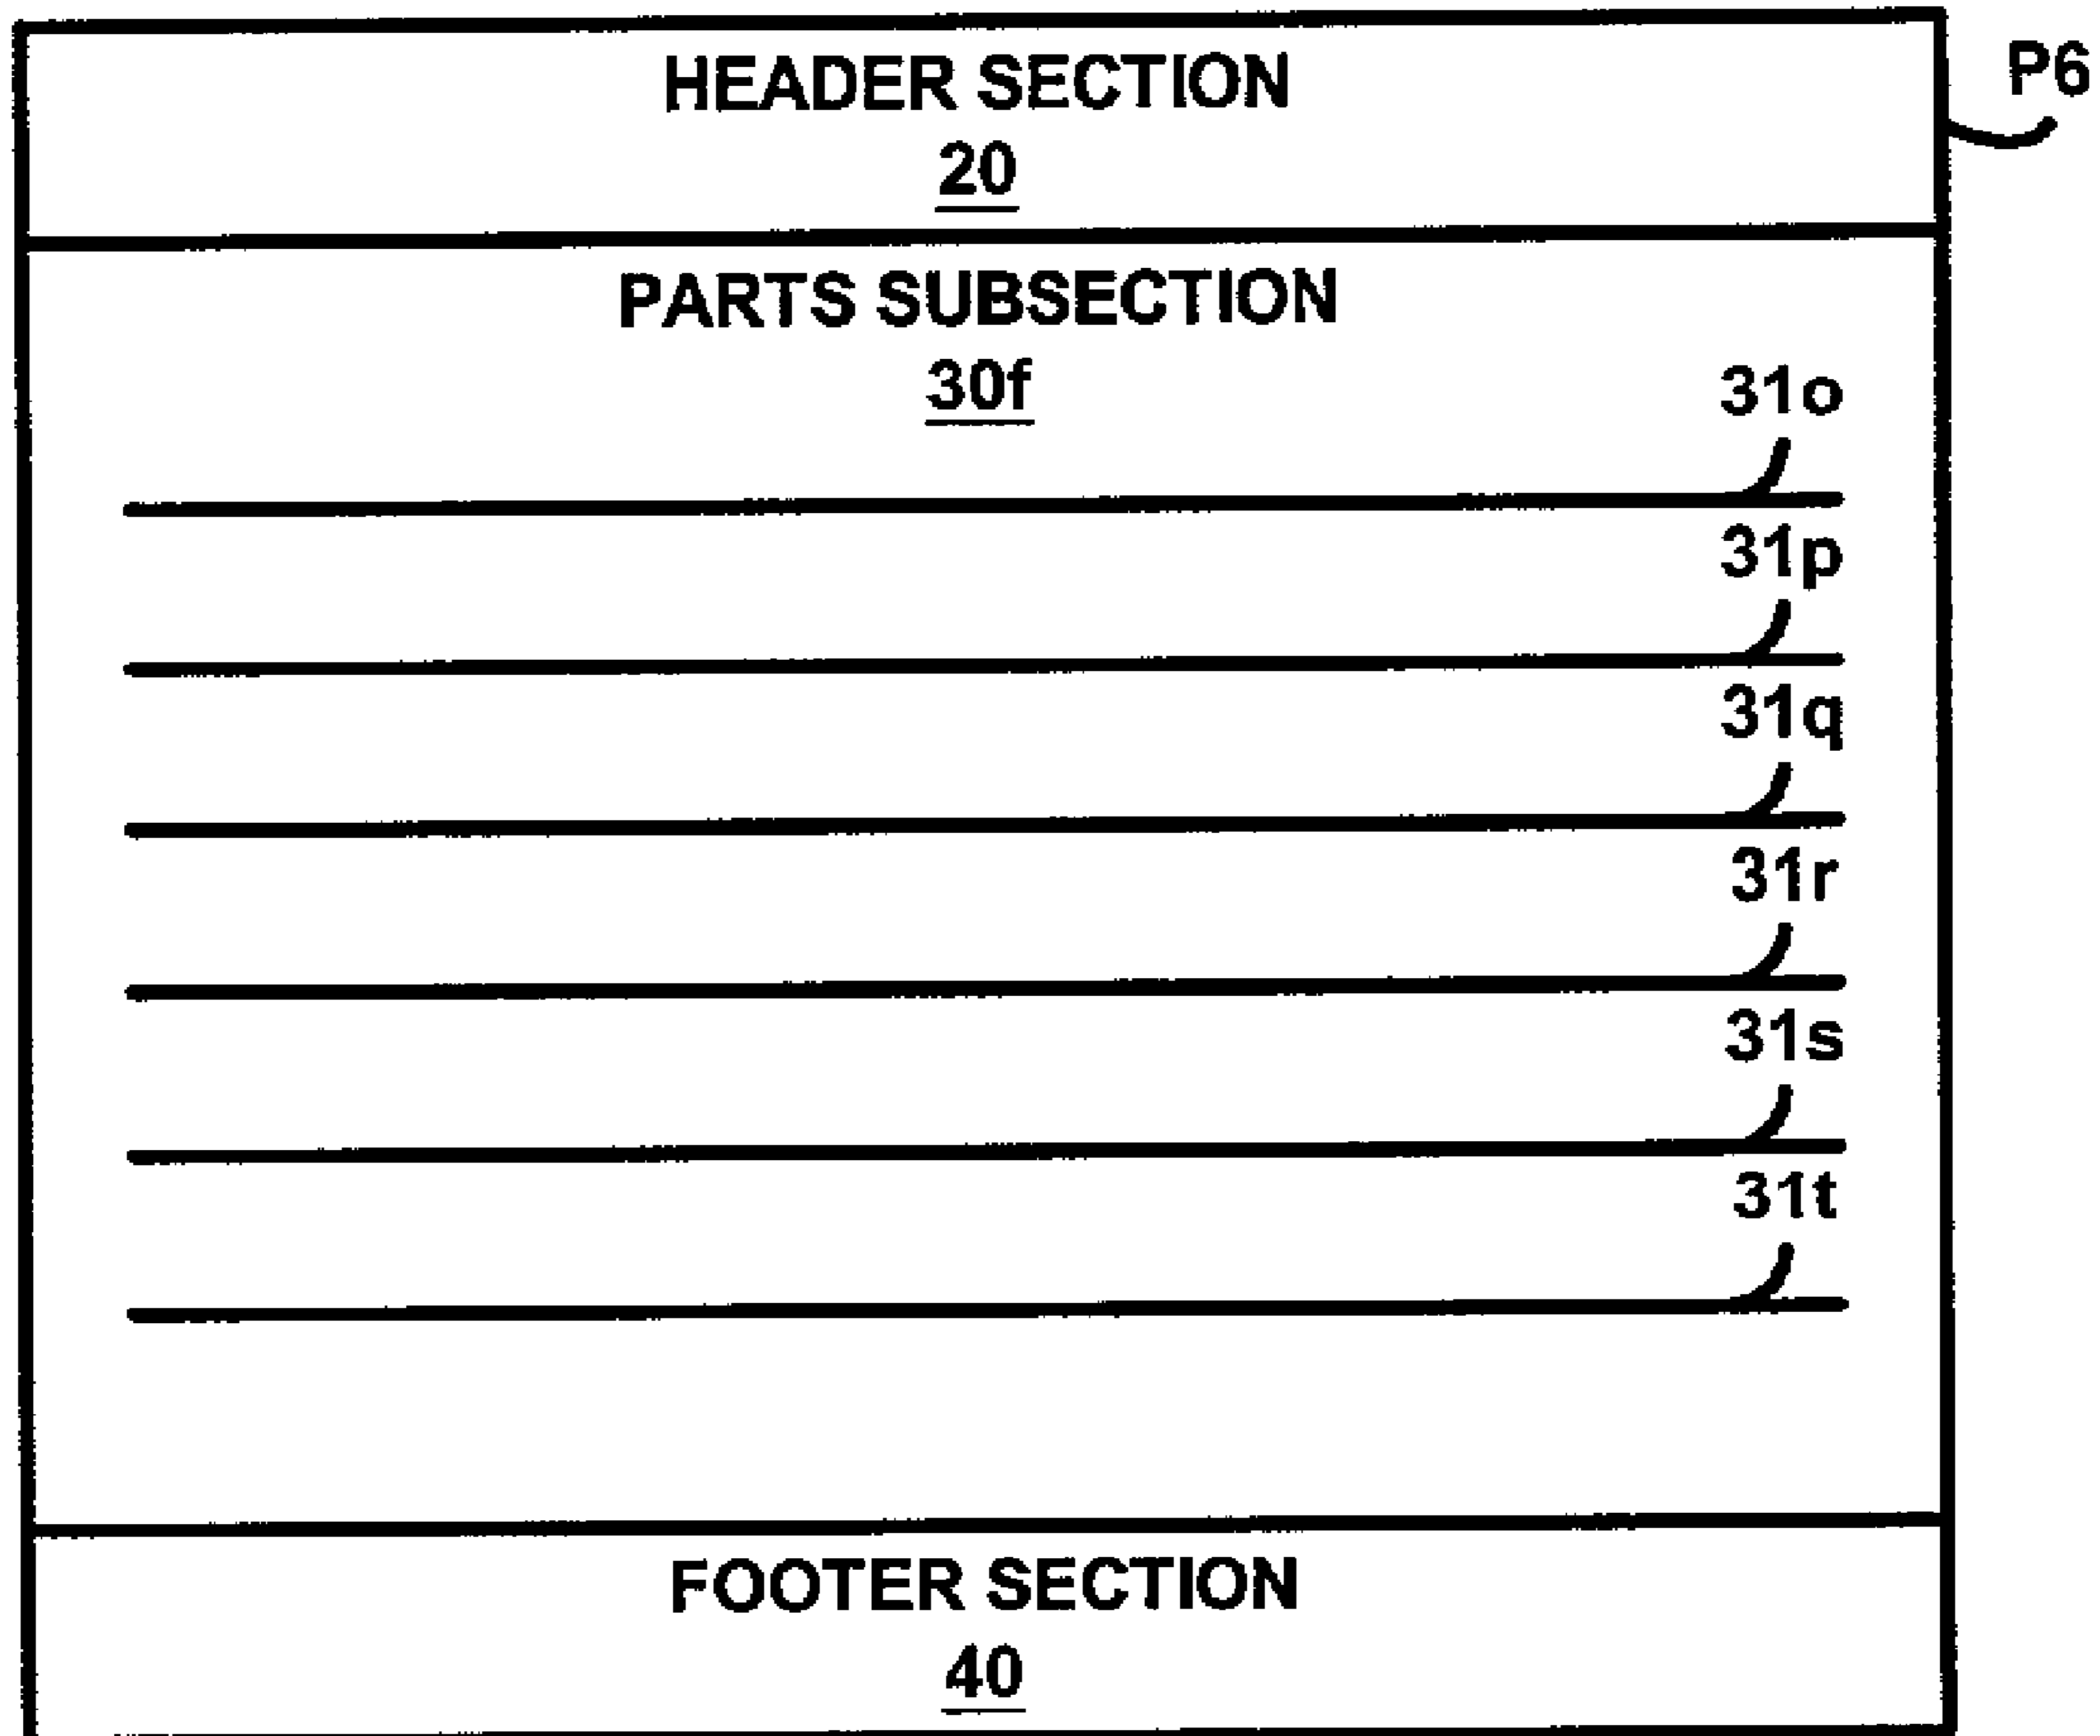 HEADER SECTION
P6
20
PARTS SUBSECTION
30f
31o
31p
31q
31r
31s
31t
FOOTER SECTION
40